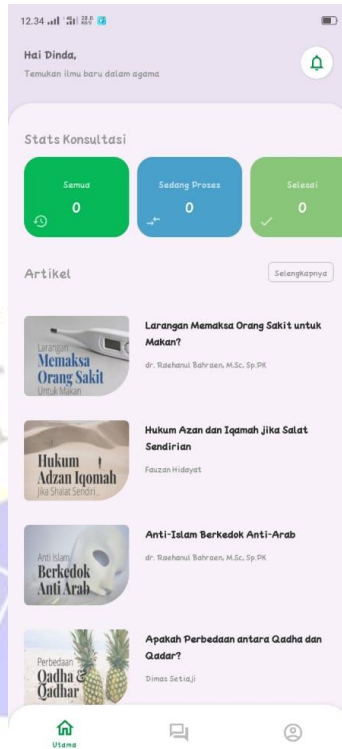 12.34
Hai Dinda,
Temukan ilmu baru dalam agama
Stats Konsultasi
Semua
0
Sedang Proses
0
Selesai
0
Artikel
Selengkapnya
Larangan
Memaksa
Orang Sakit
Untuk Makan
Larangan Memaksa Orang Sakit untuk
Makan?
dr. Raehanul Bahraen, M.Sc, Sp.PK
Hukum
Adzan Iqomah
Jika Shalat Sendiri..
Hukum Azan dan Iqamah jika Salat
Sendirian
Fauzan Hidayat
Anti Islam
Berkedok
Anti Arab
Anti-Islam Berkedok Anti-Arab
dr. Raehanul Bahraen, M.Sc, Sp.PK
Perbedaan
Qadha &
Qadhar
Apakah Perbedaan antara Qadha dan
Qadar?
Dimas Setiaji
Utama